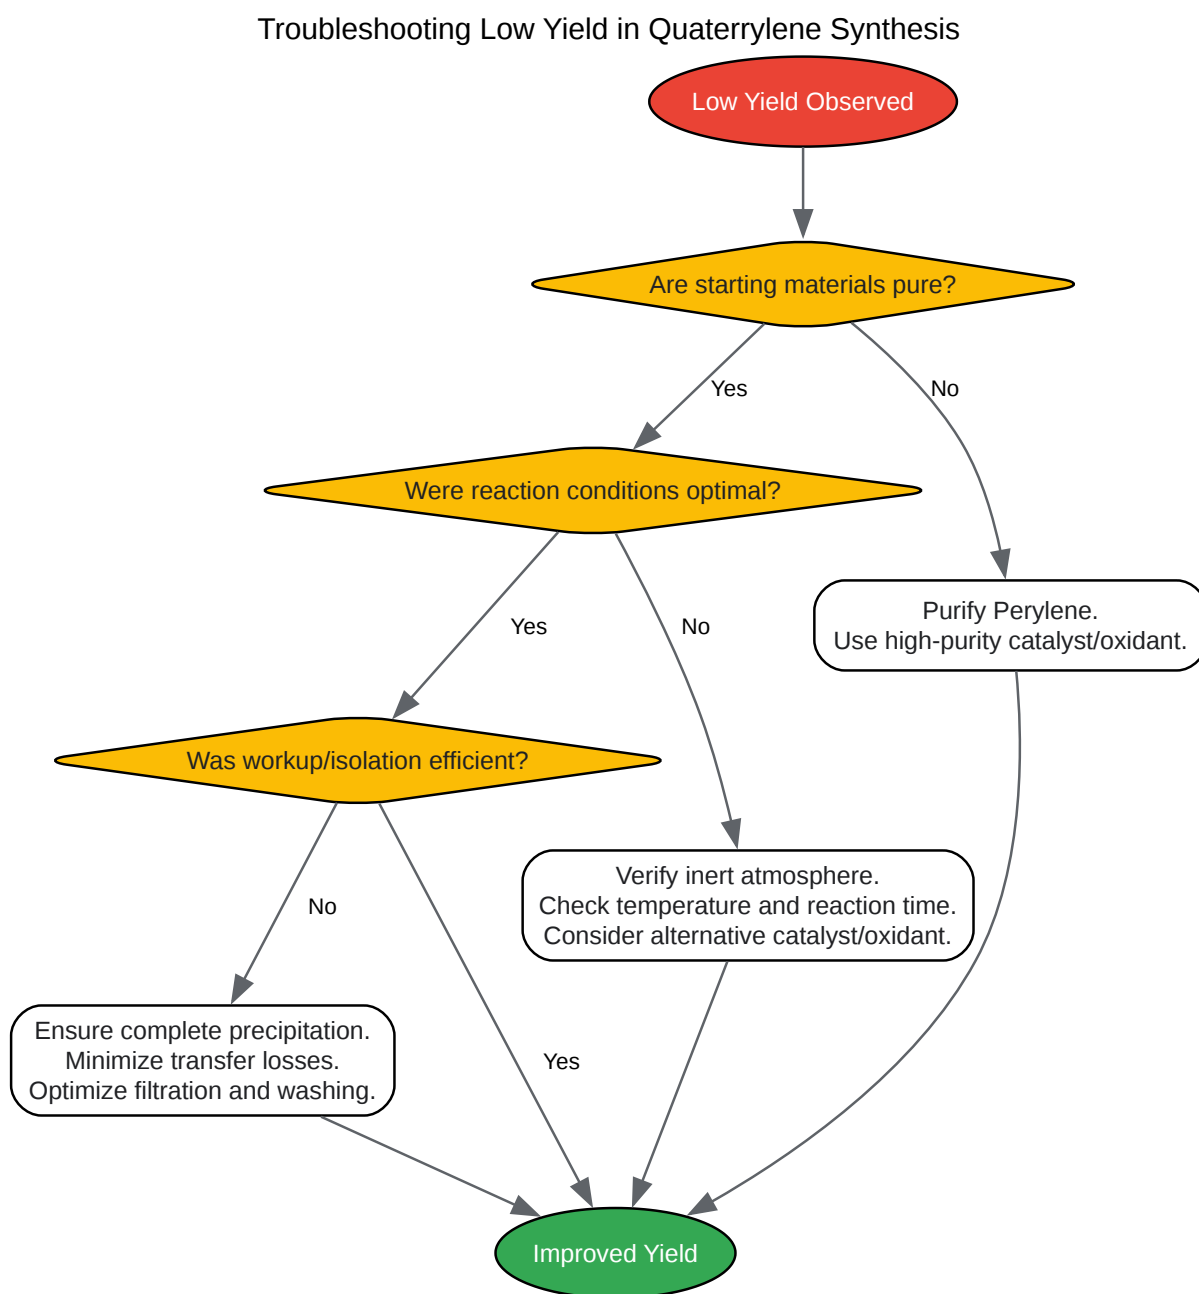 Troubleshooting Low Yield in Quaterrylene Synthesis
Low Yield Observed
Are starting materials pure?
Yes
No
Were reaction conditions optimal?
Yes
No
Purify Perylene.
Use high-purity catalyst/oxidant.
Was workup/isolation efficient?
No
Yes
Verify inert atmosphere.
Check temperature and reaction time.
Consider alternative catalyst/oxidant.
Ensure complete precipitation.
Minimize transfer losses.
Optimize filtration and washing.
Improved Yield